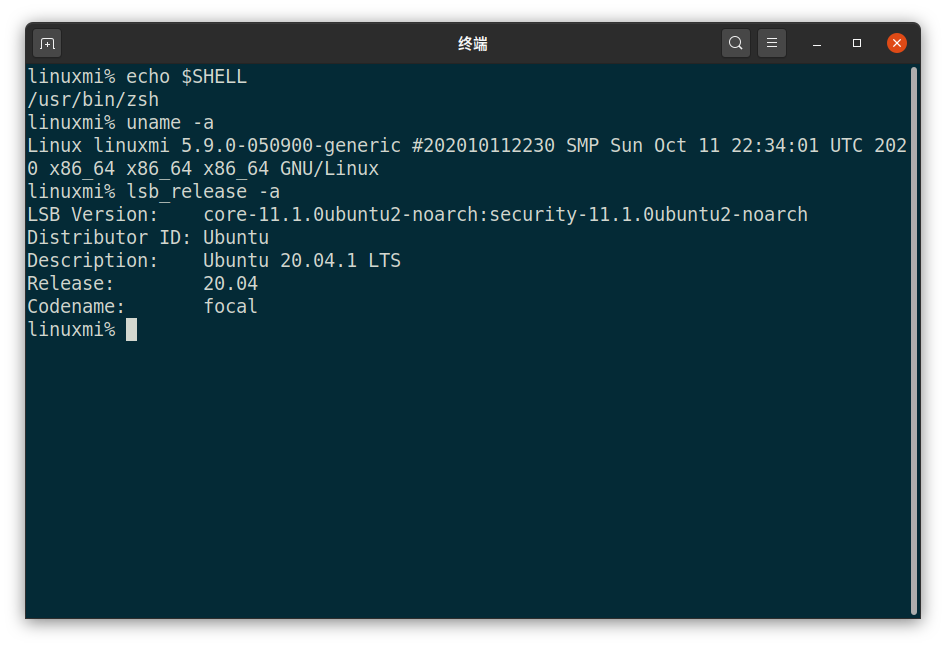 终端
linuxmi% echo $SHELL
/usr/bin/zsh
linuxmi% uname -a
Linux linuxmi 5.9.0-050900-generic #202010112230 SMP Sun Oct 11 22:34:01 UTC 202
0 x86_64 x86_64 x86_64 GNU/Linux
linuxmi% lsb_release -a
LSB Version:    core-11.1.0ubuntu2-noarch:security-11.1.0ubuntu2-noarch
Distributor ID: Ubuntu
Description:    Ubuntu 20.04.1 LTS
Release:        20.04
Codename:       focal
linuxmi%